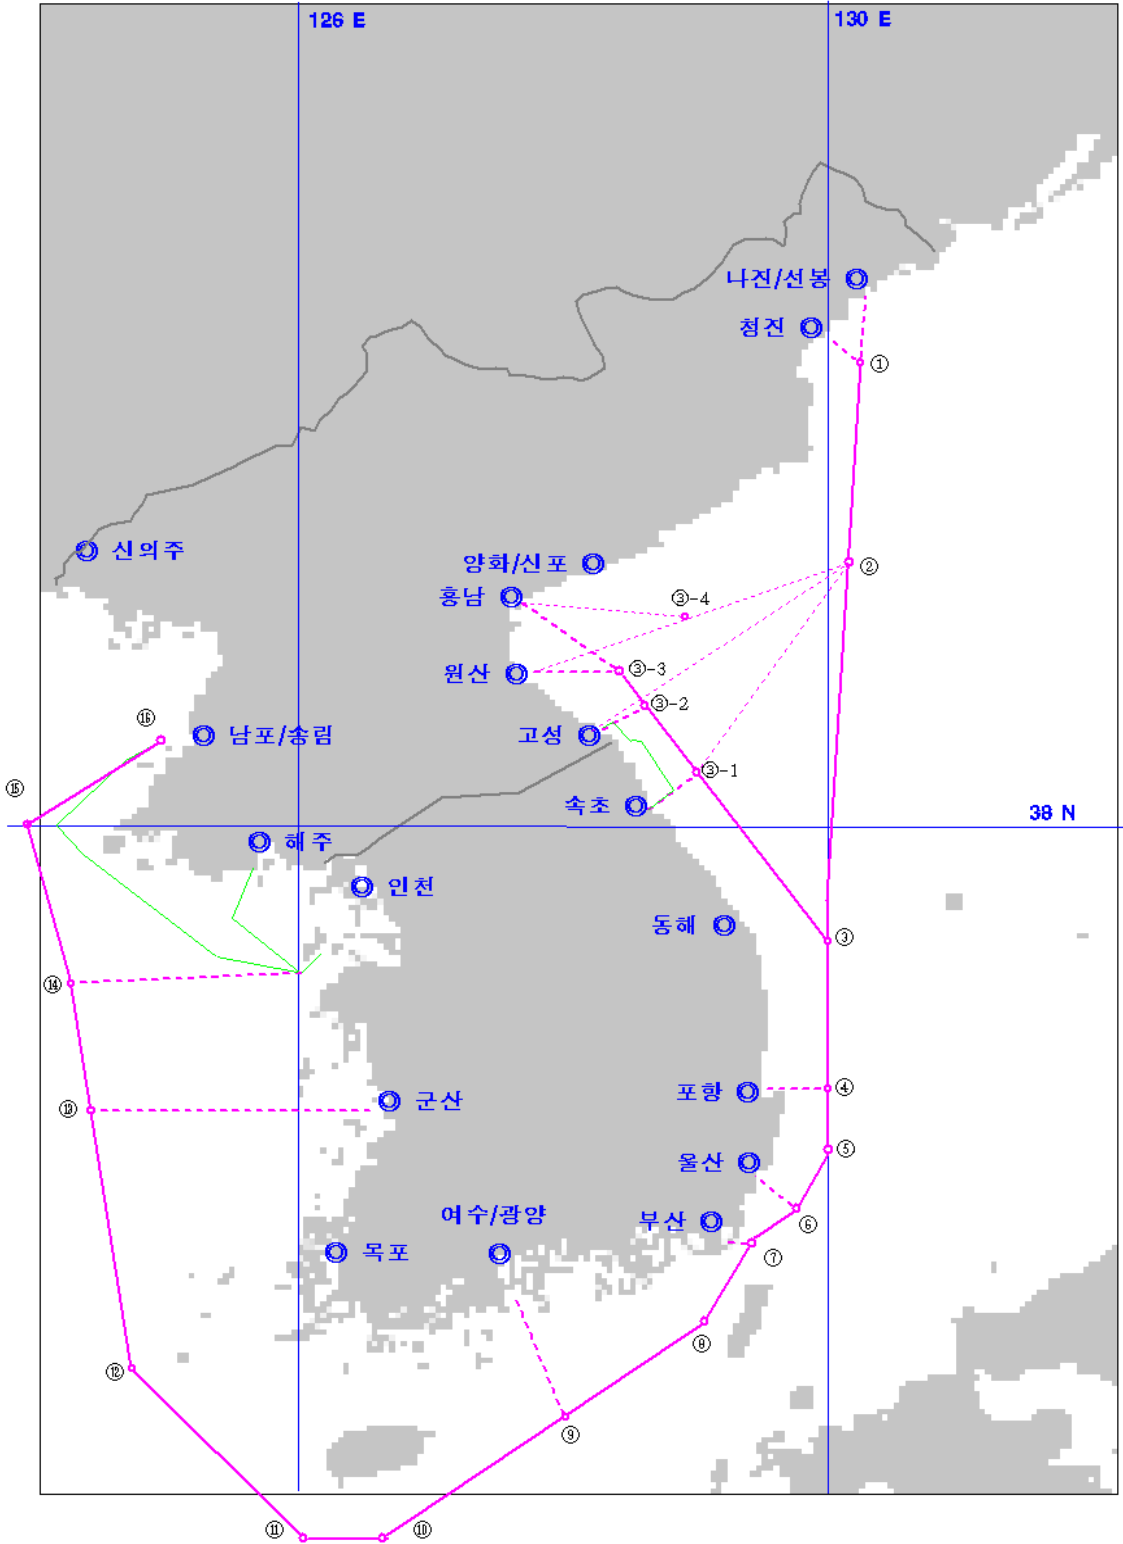 126 E
130 E
나진/선봉
청진
①
신의주
양화/신포
②
흥남
③-4
원산
③-3
③-2
⑯
남포/송림
고성
③-1
⑮
속초
38 N
해주
인천
동해
③
⑭
④
포항
군산
⑬
⑤
울산
여수/광양
부산
⑥
⑦
목포
⑧
⑫
⑨
⑪
⑩